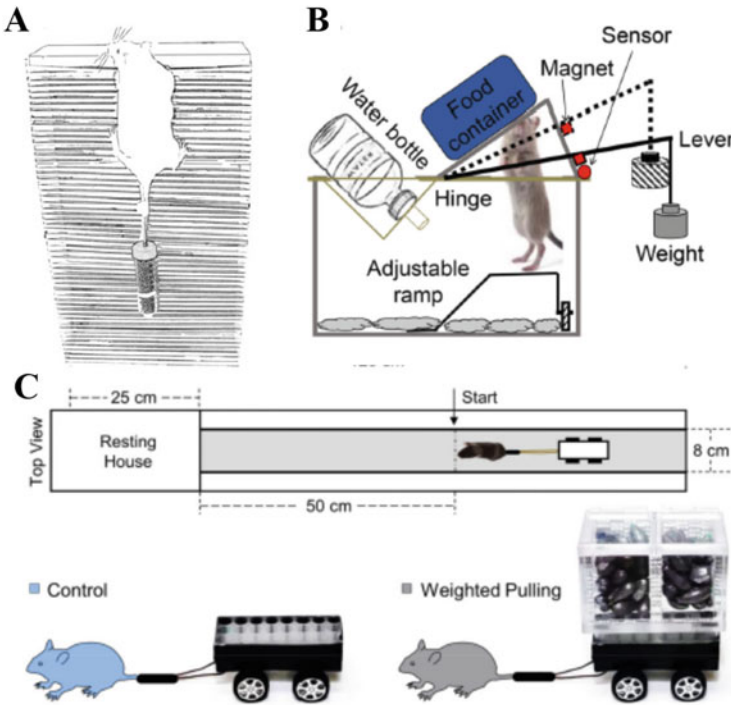 A
B
Sensor
Magnet
Food
container
Water bottle
Lever
Hinge
Weight
Adjustable
ramp
C
25 cm
Start
Top View
Resting
House
8 cm
50 cm
Control
Weighted Pulling